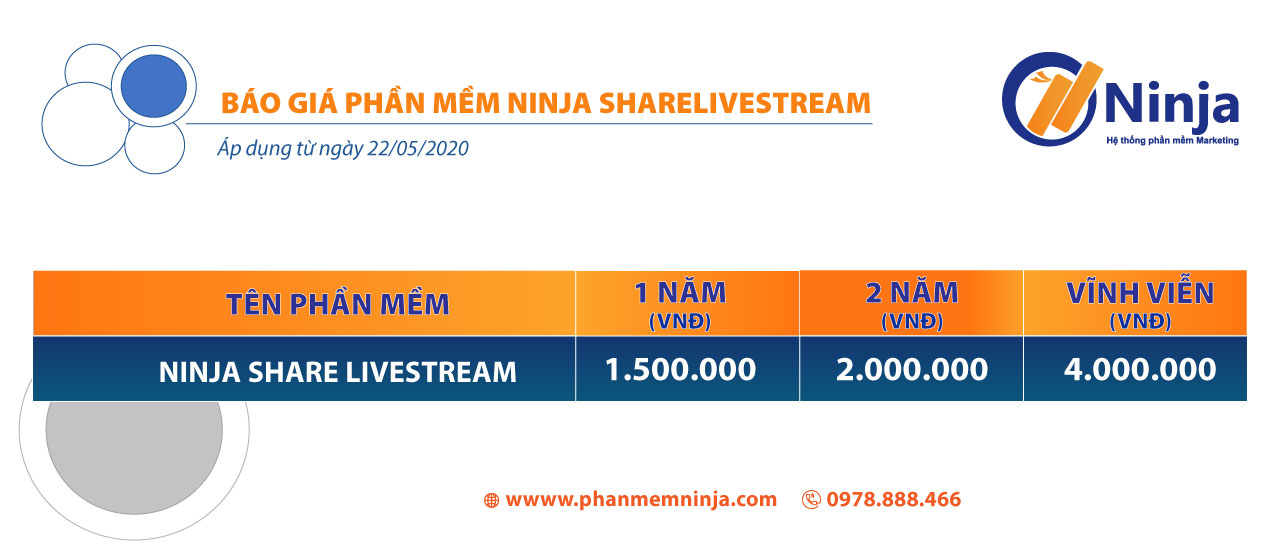 BÁO GIÁ PHẦN MỀM NINJA SHARELIVESTREAM
Áp dụng từ ngày 22/05/2020
Ninja
Hệ thống phần mềm Marketing
TÊN PHẦN MỀM
1 NĂM
(VNĐ)
2 NĂM
(VNĐ)
VĨNH VIỄN
(VNĐ)
NINJA SHARE LIVESTREAM
1.500.000
2.000.000
4.000.000
www.phanmemninja.com
0978.888.466